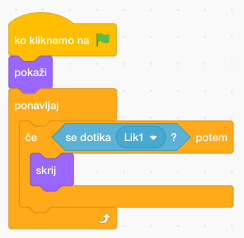 ko kliknemo na
pokaži
ponavljaj
če se dotika Lik1 ? potem
skrij